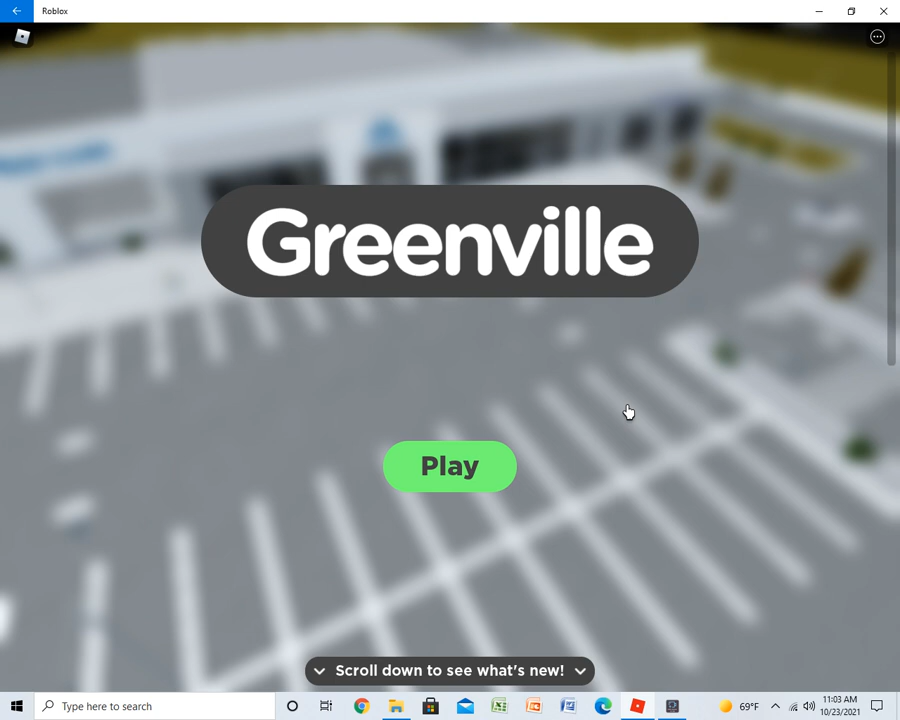 Roblox
Greenville
Play
Scroll down to see what's new!
Type here to search
69°F
11:03 AM
10/23/2021